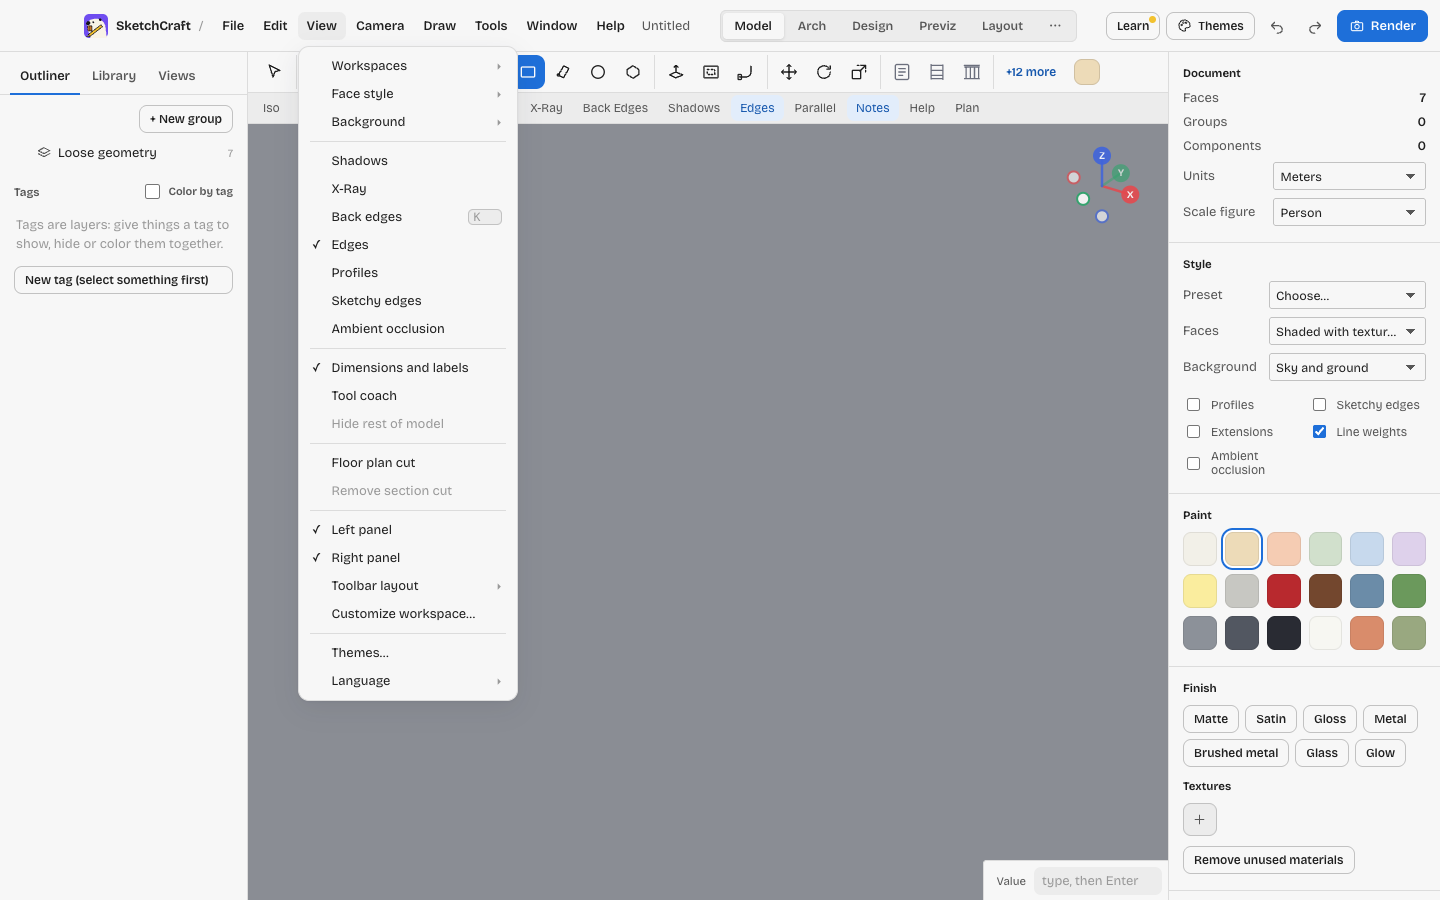 SketchCraft / File Edit View Camera Draw Tools Window Help Untitled Model Arch Design Previz Layout ··· Learn Themes Render
Outliner Library Views
+ New group
Loose geometry 7
Tags Color by tag
Tags are layers: give things a tag to
show, hide or color them together.
New tag (select something first)
Workspaces
Face style
Background
Shadows
X-Ray
Back edges K
✓ Edges
Profiles
Sketchy edges
Ambient occlusion
✓ Dimensions and labels
Tool coach
Hide rest of model
Floor plan cut
Remove section cut
✓ Left panel
✓ Right panel
Toolbar layout
Customize workspace...
Themes...
Language
+12 more
Iso X-Ray Back Edges Shadows Edges Parallel Notes Help Plan
Z
Y
X
Value type, then Enter
Document
Faces 7
Groups 0
Components 0
Units Meters
Scale figure Person
Style
Preset Choose...
Faces Shaded with textur...
Background Sky and ground
Profiles Sketchy edges
Extensions Line weights
Ambient
occlusion
Paint
Finish
Matte Satin Gloss Metal
Brushed metal Glass Glow
Textures
+
Remove unused materials